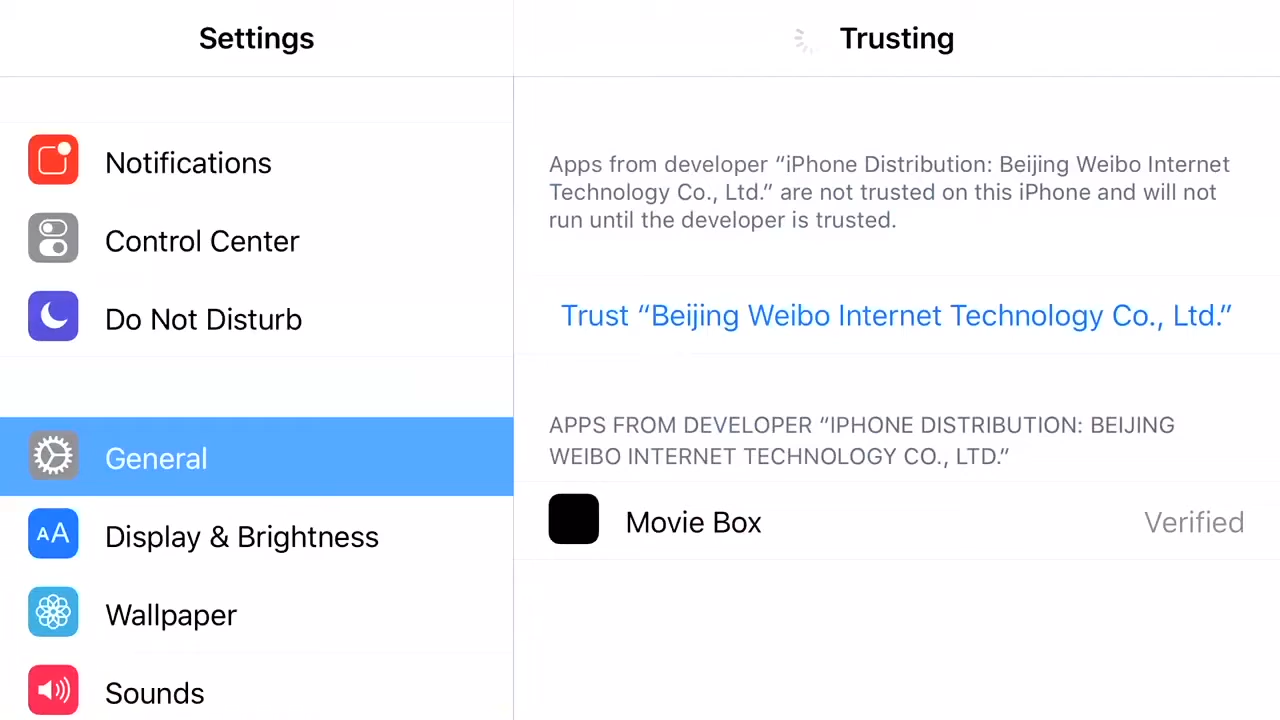 Settings
Notifications
Control Center
Do Not Disturb
General
AA
Display & Brightness
Wallpaper
Sounds
Trusting
Apps from developer “iPhone Distribution: Beijing Weibo Internet
Technology Co., Ltd.” are not trusted on this iPhone and will not
run until the developer is trusted.
Trust “Beijing Weibo Internet Technology Co., Ltd.”
APPS FROM DEVELOPER “IPHONE DISTRIBUTION: BEIJING
WEIBO INTERNET TECHNOLOGY CO., LTD.”
Movie Box Verified